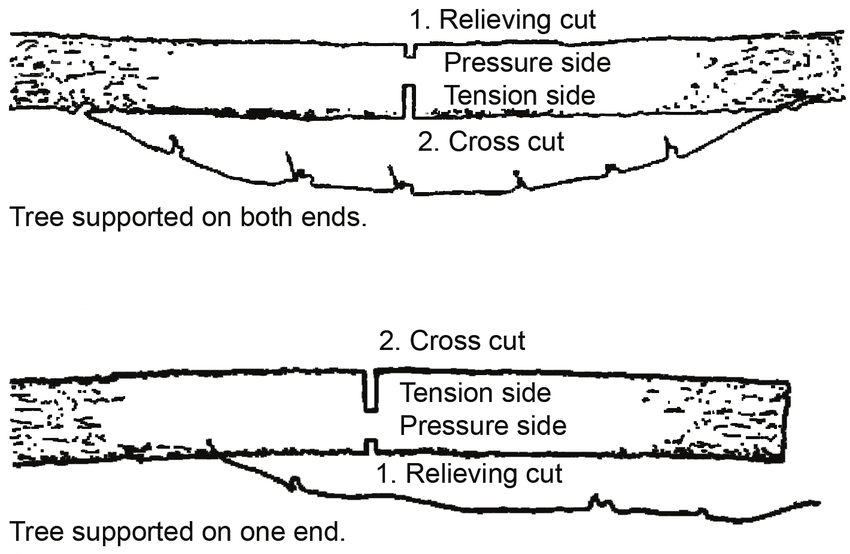 1. Relieving cut
Pressure side
Tension side
2. Cross cut
Tree supported on both ends.
2. Cross cut
Tension side
Pressure side
1. Relieving cut
Tree supported on one end.